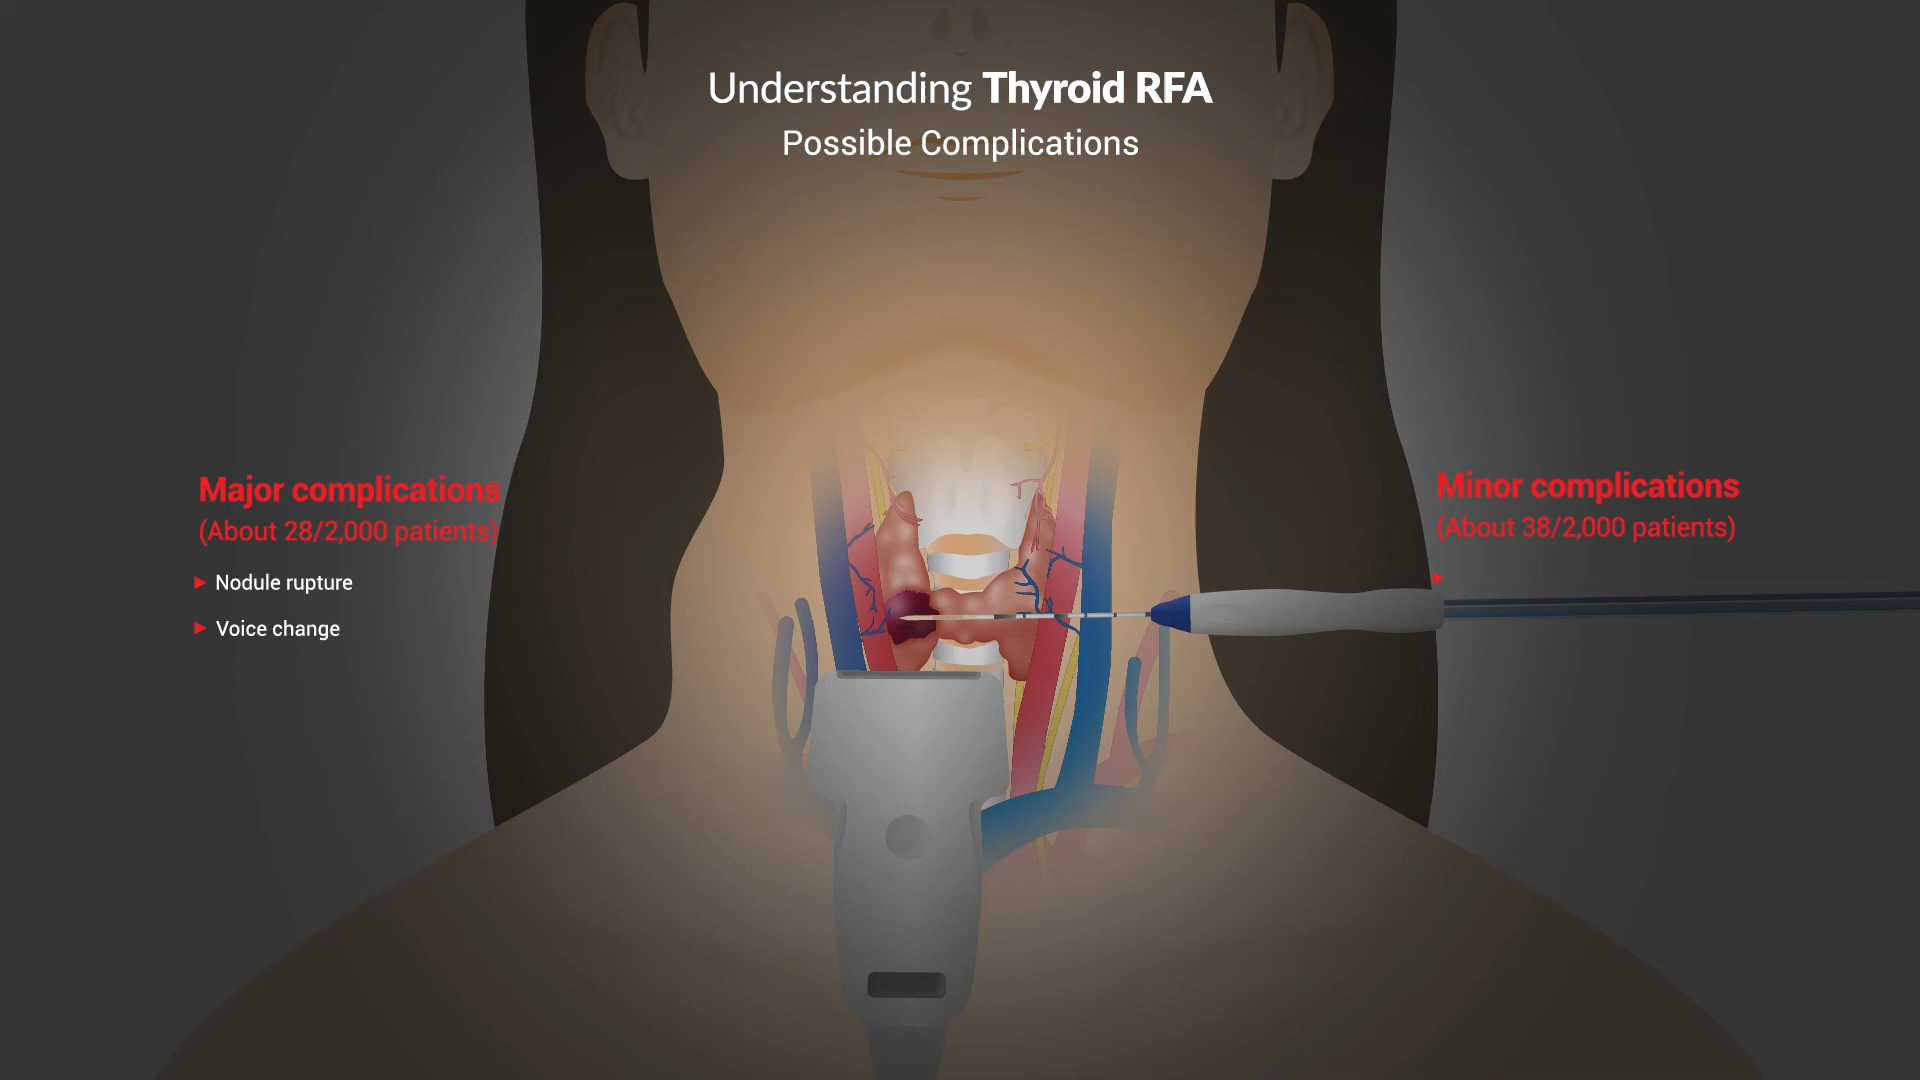 Understanding Thyroid RFA
Possible Complications
Major complications
(About 28/2,000 patients)
Nodule rupture
Voice change
Minor complications
(About 38/2,000 patients)